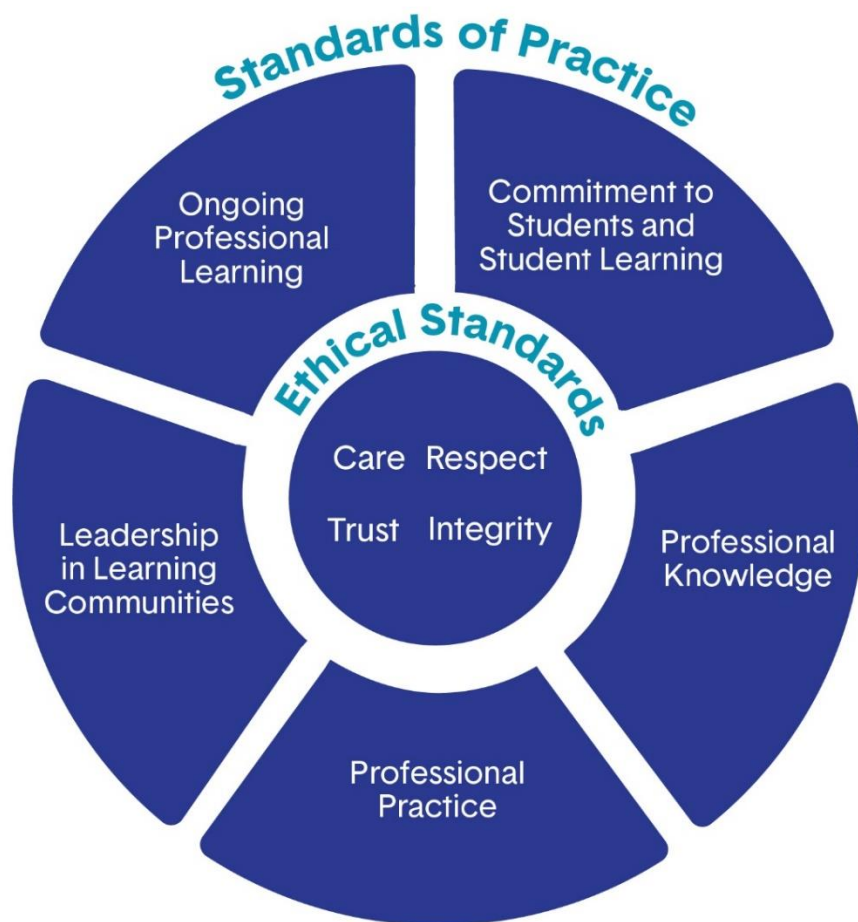 Standards of Practice
Ongoing
Professional
Learning
Commitment to
Students and
Student Learning
Ethical Standards
Care Respect
Trust Integrity
Leadership
in Learning
Communities
Professional
Knowledge
Professional
Practice